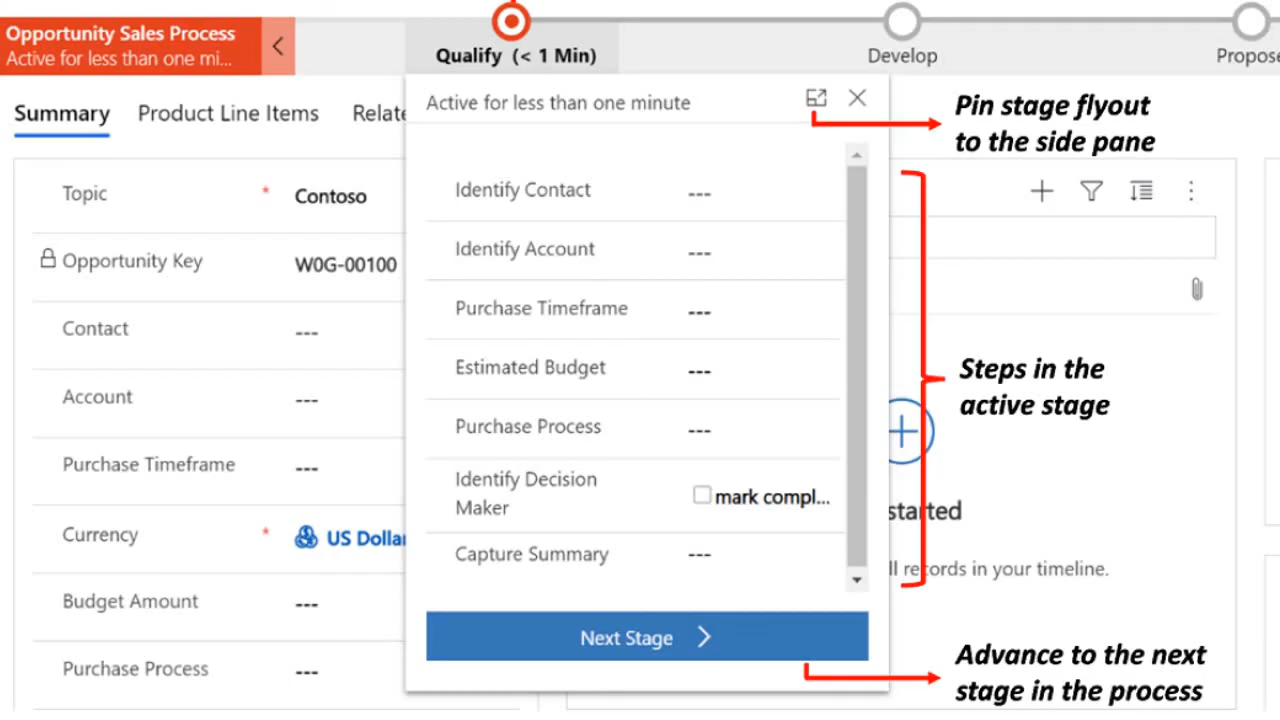 Opportunity Sales Process
Active for less than one mi...
Qualify (< 1 Min)
Develop
Propose
Summary
Product Line Items
Relate
Active for less than one minute
Pin stage flyout
to the side pane
Topic
*
Contoso
Opportunity Key
W0G-00100
Contact
---
Account
---
Purchase Timeframe
---
Currency
*
US Dollar
Budget Amount
---
Purchase Process
---
Identify Contact
---
Identify Account
---
Purchase Timeframe
---
Estimated Budget
---
Purchase Process
---
Identify Decision
Maker
mark compl...
Capture Summary
---
Next Stage
Steps in the
active stage
started
ll records in your timeline.
Advance to the next
stage in the process